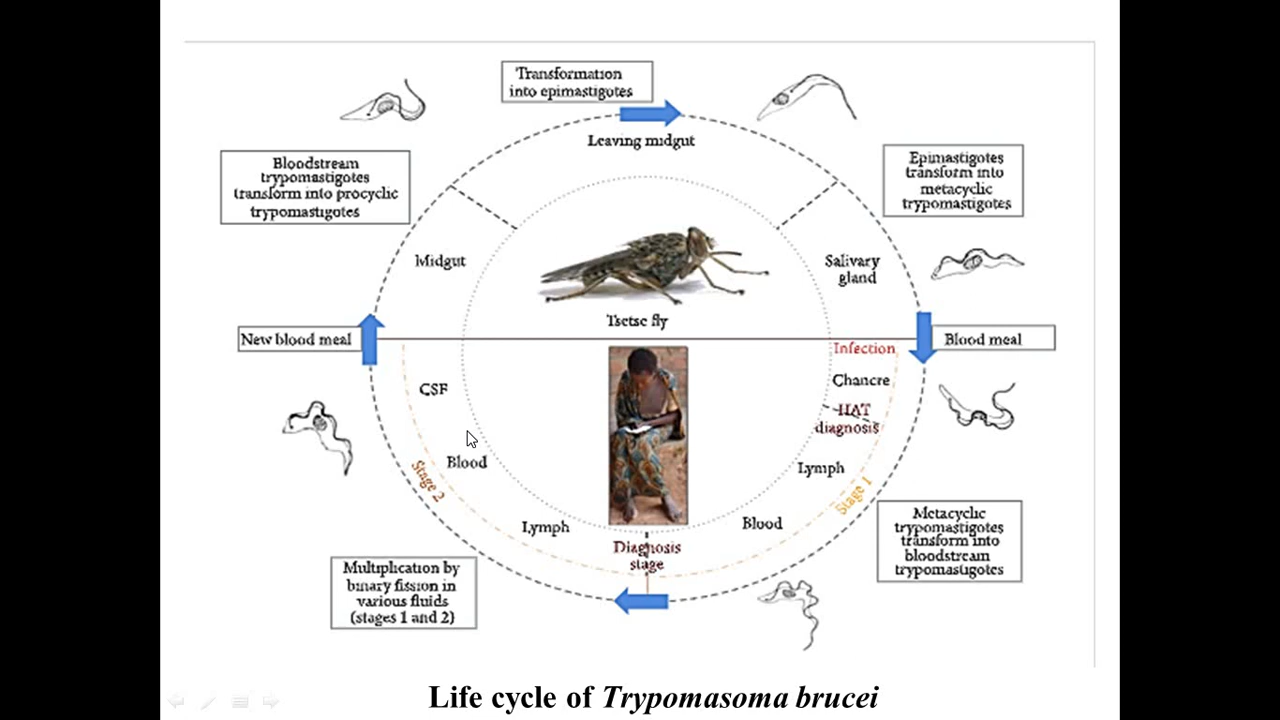 Transformation
into epimastigotes
Leaving midgut
Bloodstream
trypomastigotes
transform into procyclic
trypomastigotes
Epimastigotes
transform into
metacyclic
trypomastigotes
Midgut
Salivary
gland
Tsetse fly
New blood meal
Blood meal
Infection
CSF
Chancre
HAT
diagnosis
Blood
Lymph
Stage 2
Stage 1
Lymph
Blood
Diagnosis
stage
Metacyclic
trypomastigotes
transform into
bloodstream
trypomastigotes
Multiplication by
binary fission in
various fluids
(stages 1 and 2)
Life cycle of Trypomasoma brucei